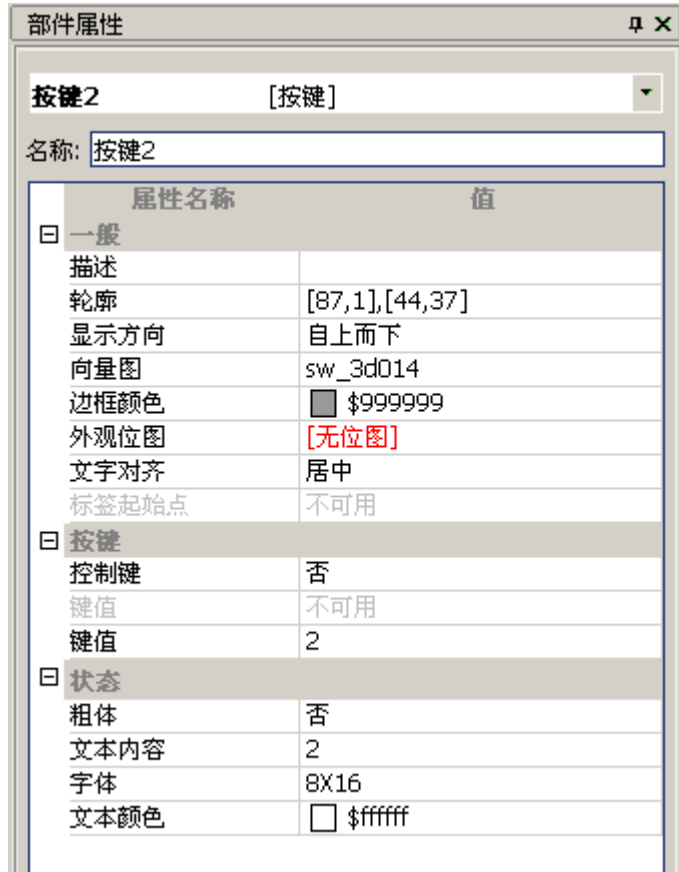 部件属性
按键2 [按键]
名称: 按键2
属性名称 值
一般
描述
轮廓 [87,1],[44,37]
显示方向 自上而下
向量图 sw_3d014
边框颜色 $999999
外观位图 [无位图]
文字对齐 居中
标签起始点 不可用
按键
控制键 否
键值 不可用
键值 2
状态
粗体 否
文本内容 2
字体 8X16
文本颜色 $ffffff